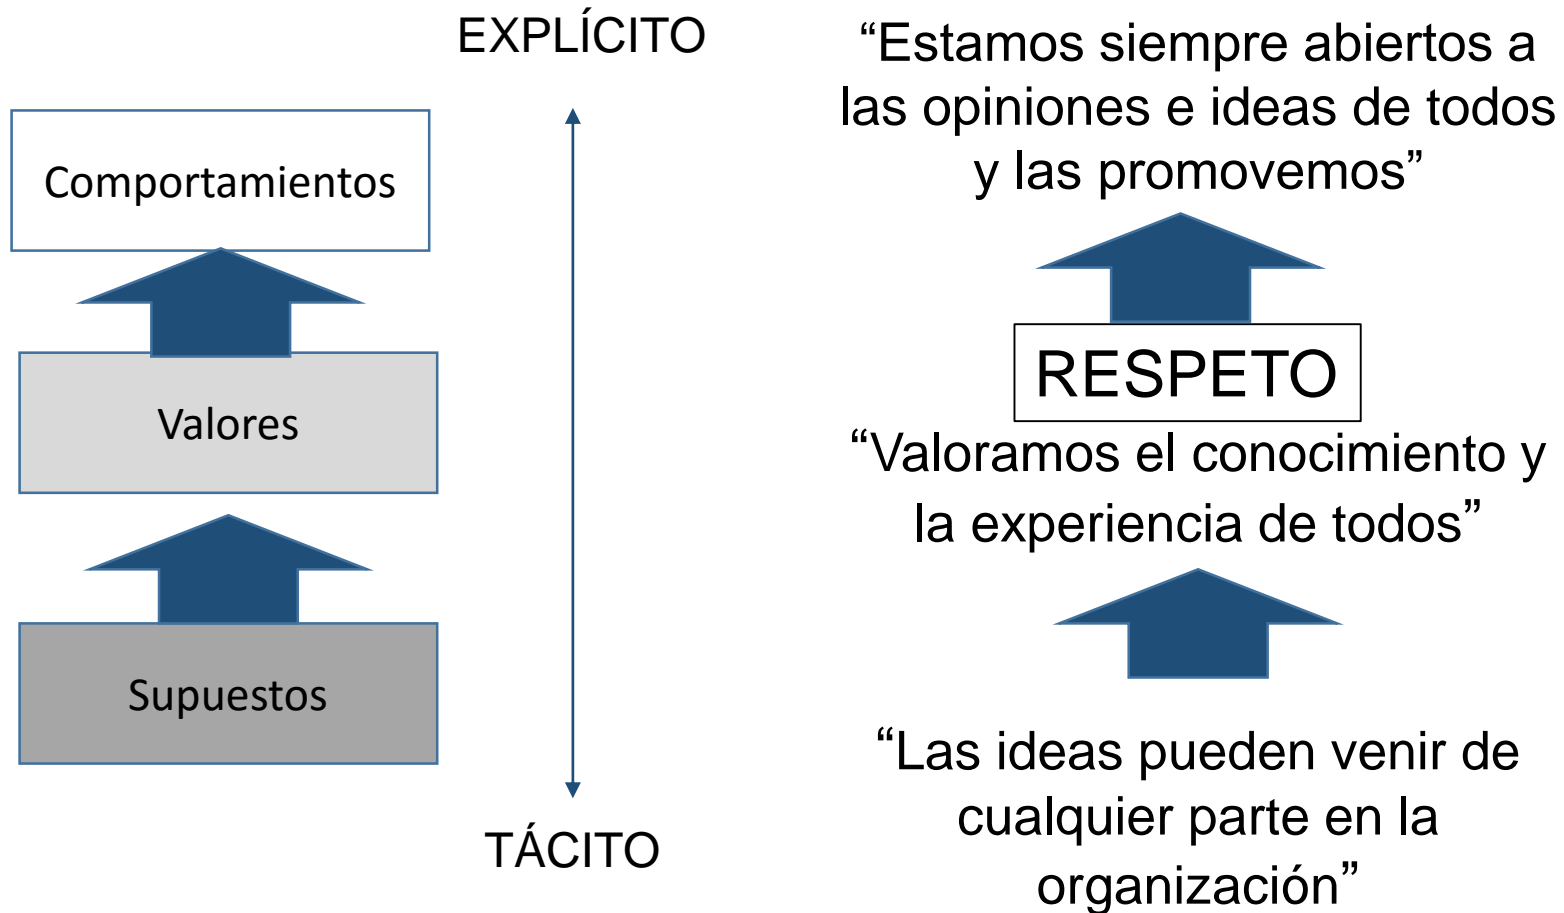 EXPLÍCITO
Comportamientos
Valores
Supuestos
TÁCITO
“Estamos siempre abiertos a
las opiniones e ideas de todos
y las promovemos”
RESPETO
“Valoramos el conocimiento y
la experiencia de todos”
“Las ideas pueden venir de
cualquier parte en la
organización”